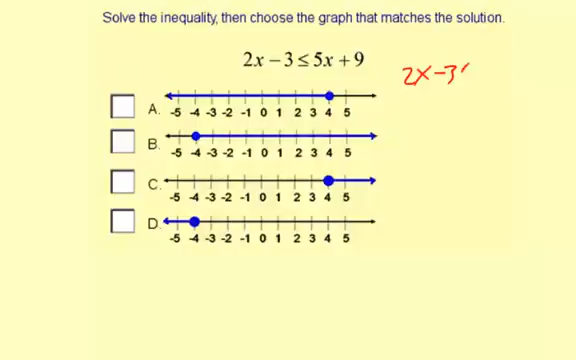 Solve the inequality, then choose the graph that matches the solution.
2x − 3 ≤ 5x + 9
2x-3
A. -5 -4 -3 -2 -1 0 1 2 3 4 5
B. -5 -4 -3 -2 -1 0 1 2 3 4 5
C. -5 -4 -3 -2 -1 0 1 2 3 4 5
D. -5 -4 -3 -2 -1 0 1 2 3 4 5